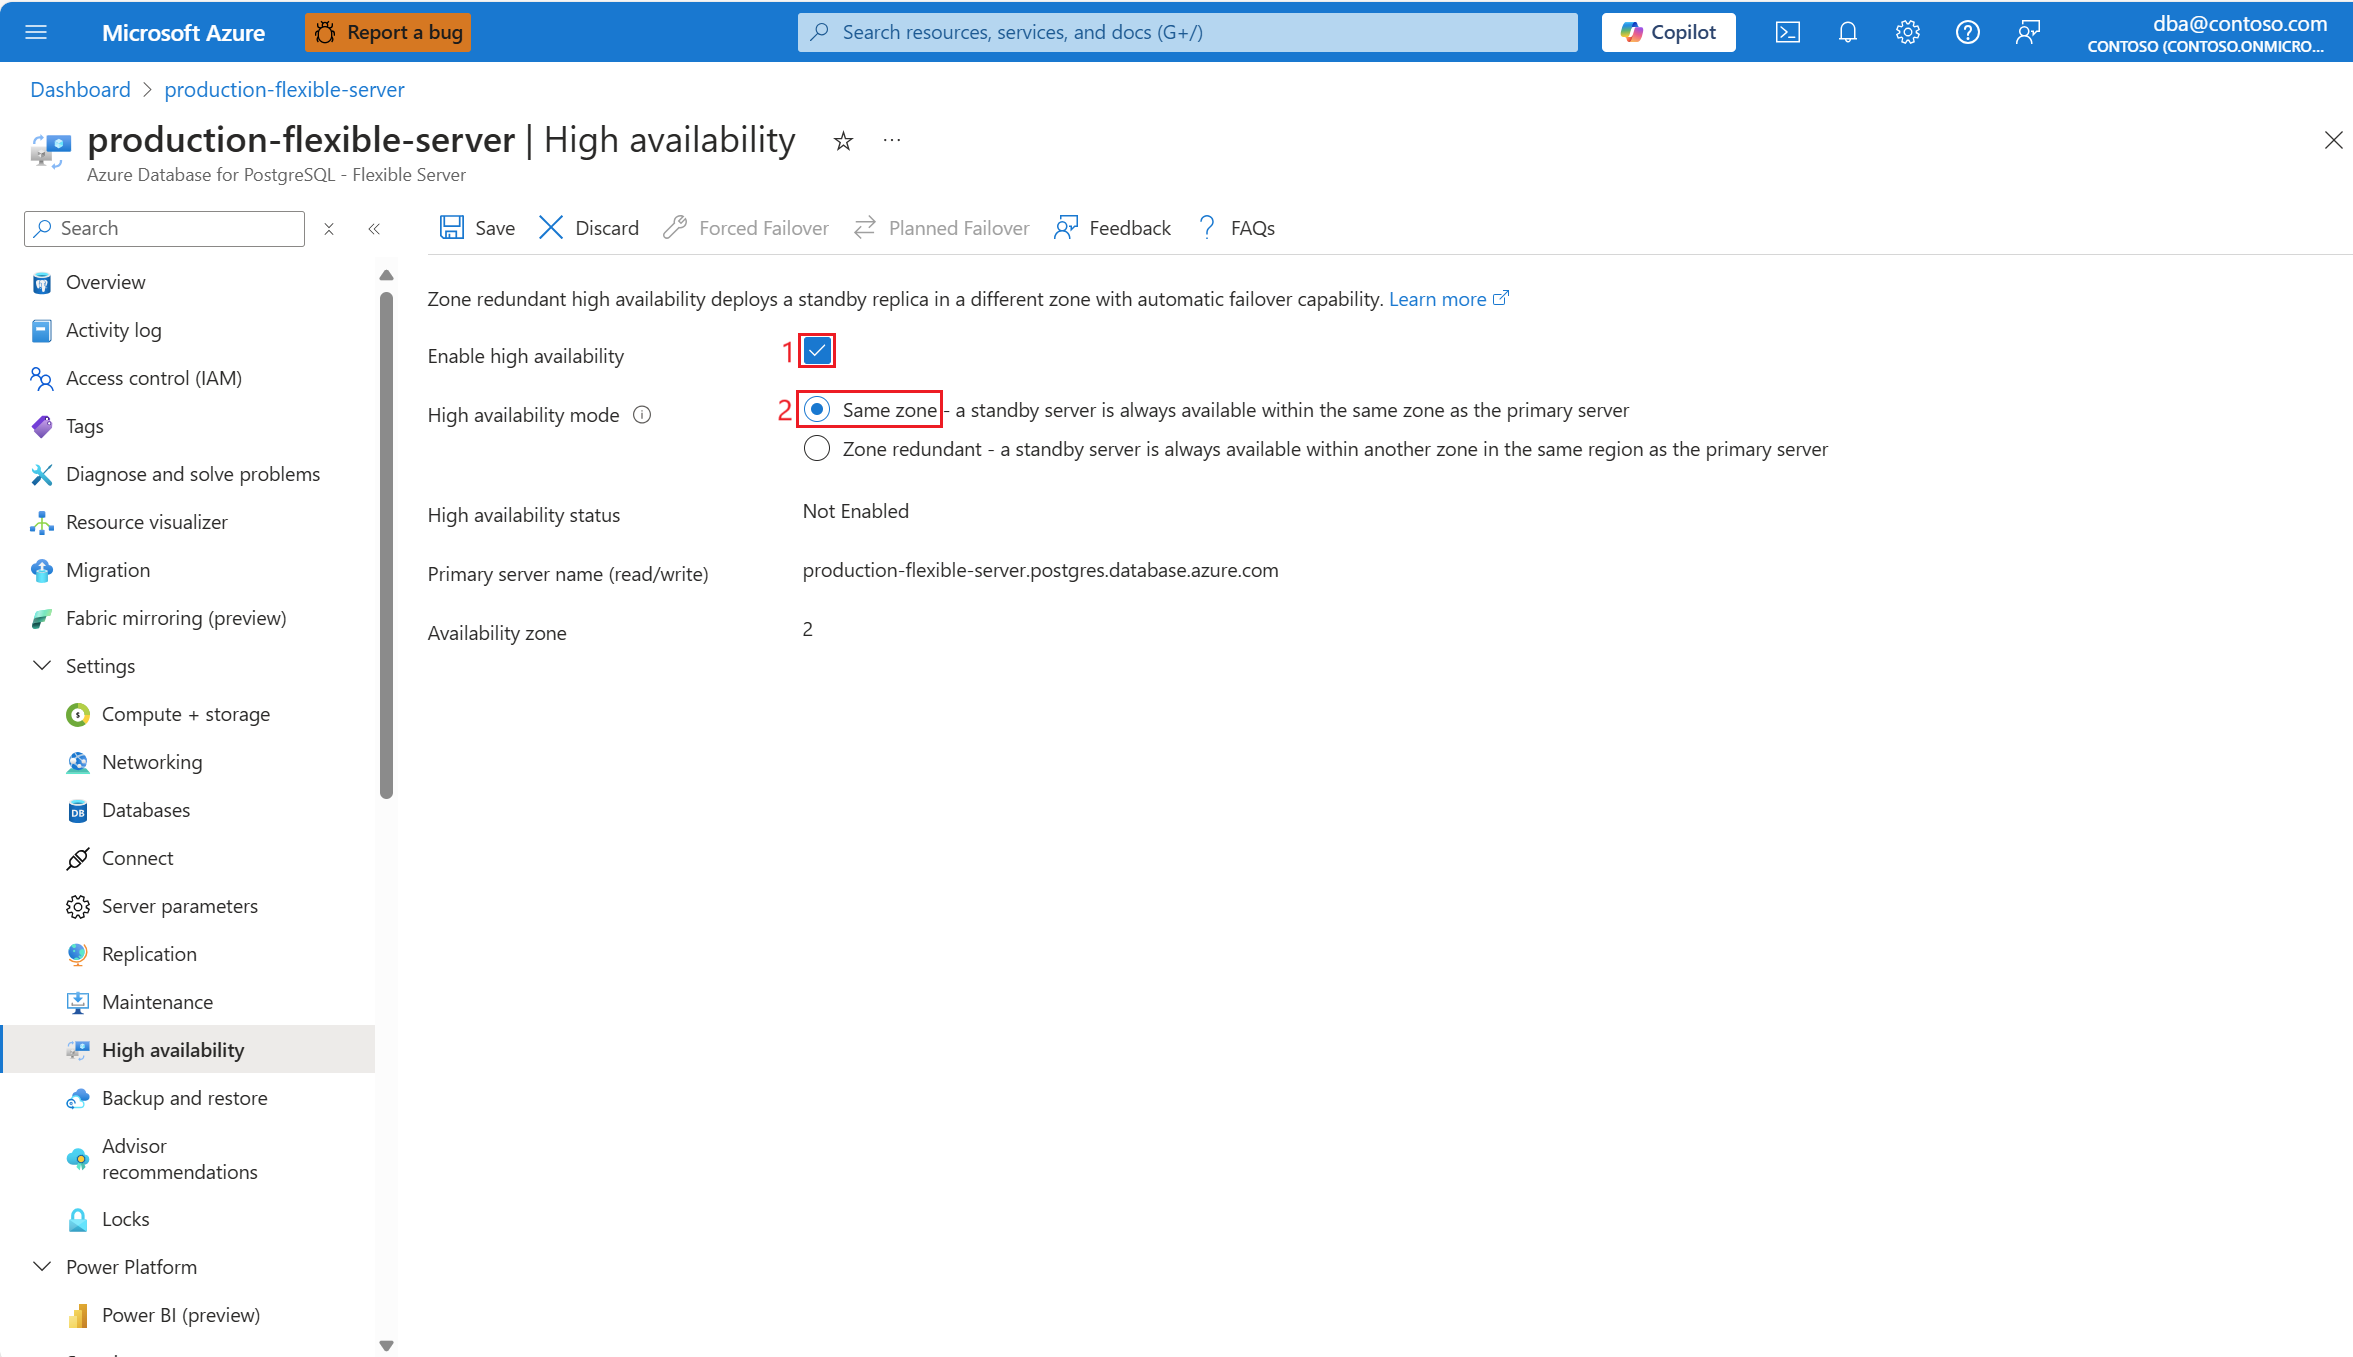 Microsoft Azure
Report a bug
Search resources, services, and docs (G+/)
Copilot
dba@contoso.com
CONTOSO (CONTOSO.ONMICRO...
Dashboard > production-flexible-server
production-flexible-server | High availability
Azure Database for PostgreSQL - Flexible Server
Search
Save
Discard
Forced Failover
Planned Failover
Feedback
FAQs
Overview
Activity log
Access control (IAM)
Tags
Diagnose and solve problems
Resource visualizer
Migration
Fabric mirroring (preview)
Settings
Compute + storage
Networking
Databases
Connect
Server parameters
Replication
Maintenance
High availability
Backup and restore
Advisor
recommendations
Locks
Power Platform
Power BI (preview)
Zone redundant high availability deploys a standby replica in a different zone with automatic failover capability. Learn more
Enable high availability
1
High availability mode
2
Same zone - a standby server is always available within the same zone as the primary server
Zone redundant - a standby server is always available within another zone in the same region as the primary server
High availability status
Not Enabled
Primary server name (read/write)
production-flexible-server.postgres.database.azure.com
Availability zone
2